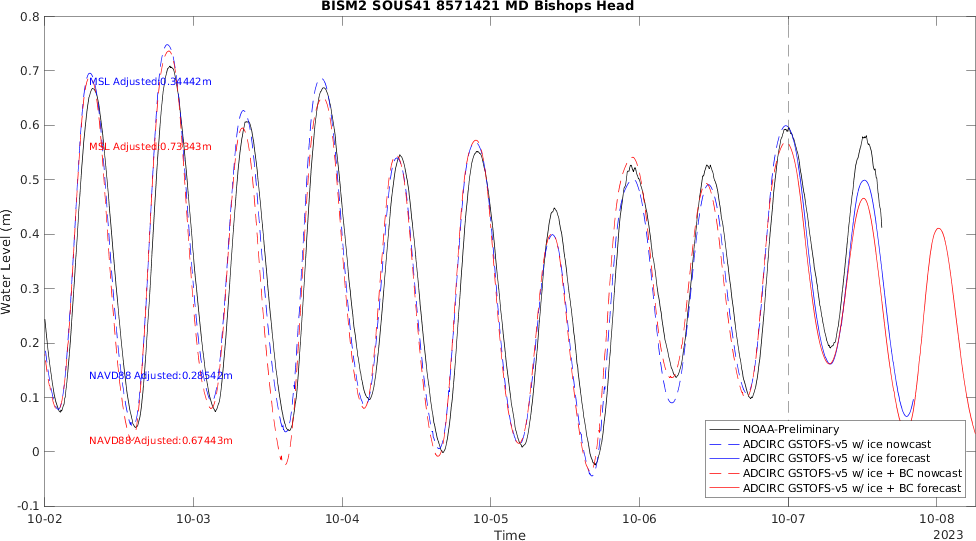 BISM2 SOUS41 8571421 MD Bishops Head
0.8
0.7
MSL Adjusted:0.34442m
0.6
MSL Adjusted:0.73343m
0.5
0.4
Water Level (m)
0.3
0.2
NAVD88 Adjusted:0.28542m
0.1
NAVD88 Adjusted:0.67443m
0
-0.1
NOAA-Preliminary
ADCIRC GSTOFS-v5 w/ ice nowcast
ADCIRC GSTOFS-v5 w/ ice forecast
ADCIRC GSTOFS-v5 w/ ice + BC nowcast
ADCIRC GSTOFS-v5 w/ ice + BC forecast
10-02 10-03 10-04 10-05 10-06 10-07 10-08
Time
2023